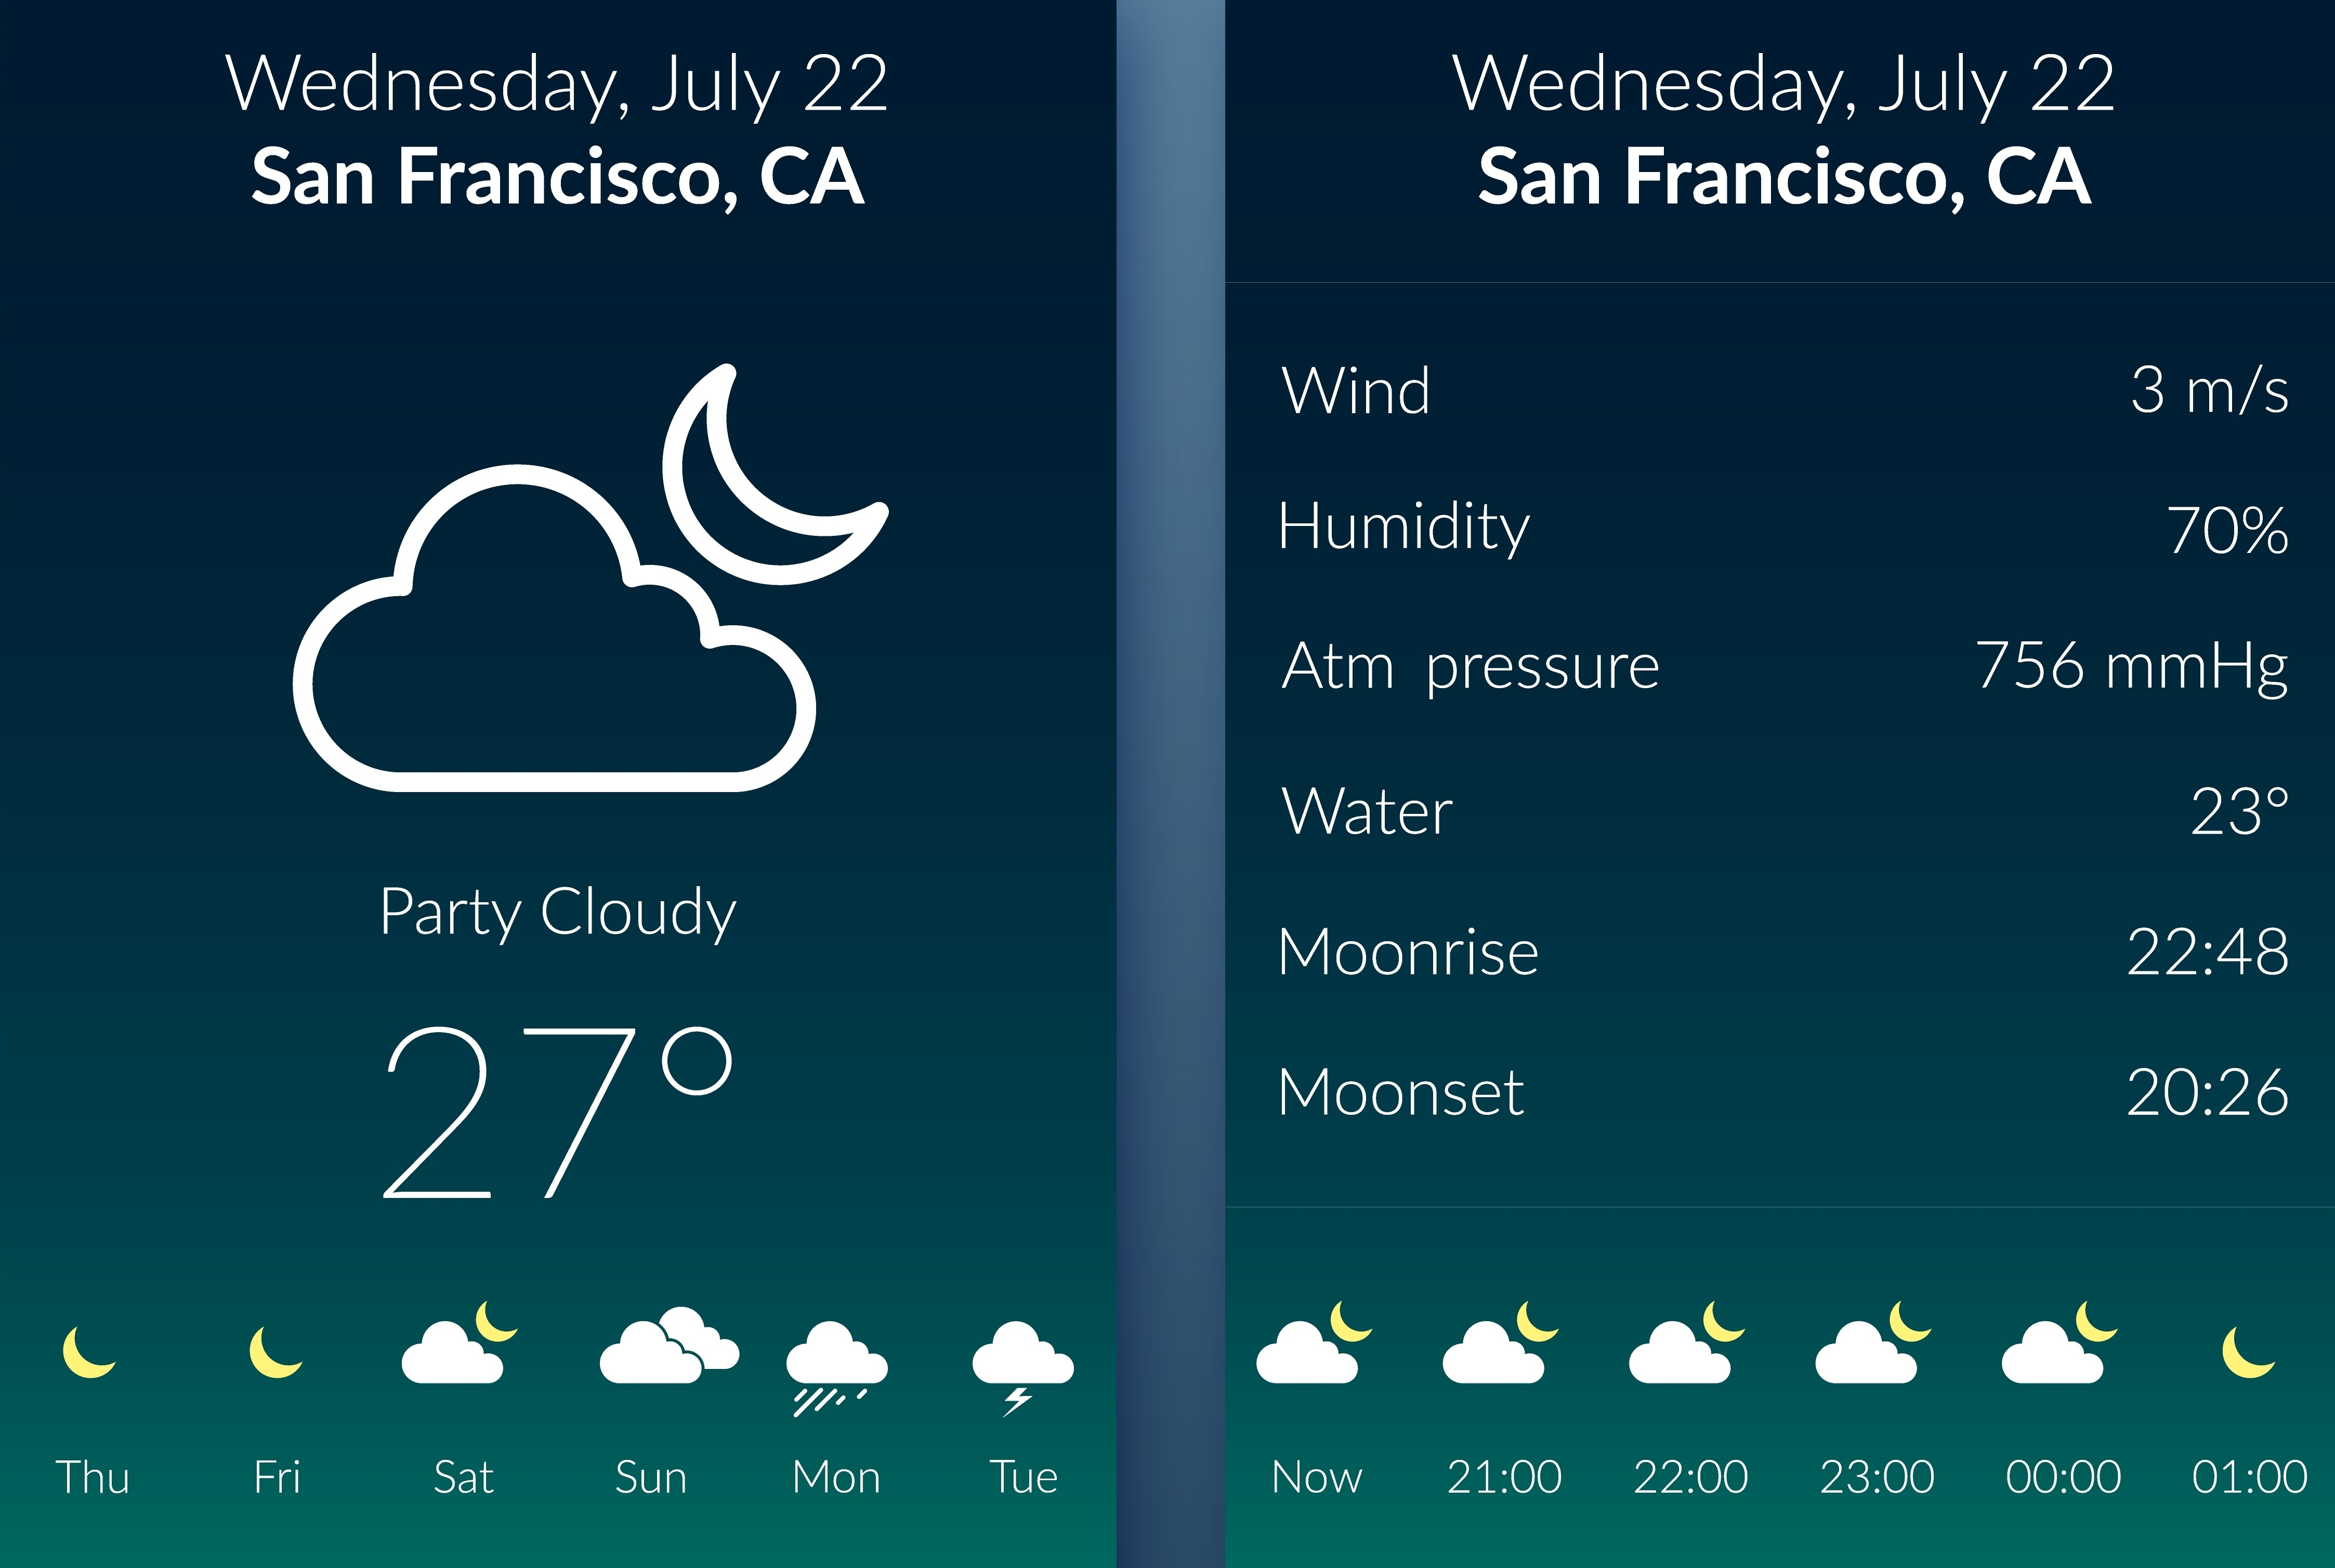 Wednesday, July 22
San Francisco, CA
Party Cloudy
27°
Thu Fri Sat Sun Mon Tue
Wednesday, July 22
San Francisco, CA
Wind 3 m/s
Humidity 70%
Atm pressure 756 mmHg
Water 23°
Moonrise 22:48
Moonset 20:26
Now 21:00 22:00 23:00 00:00 01:00